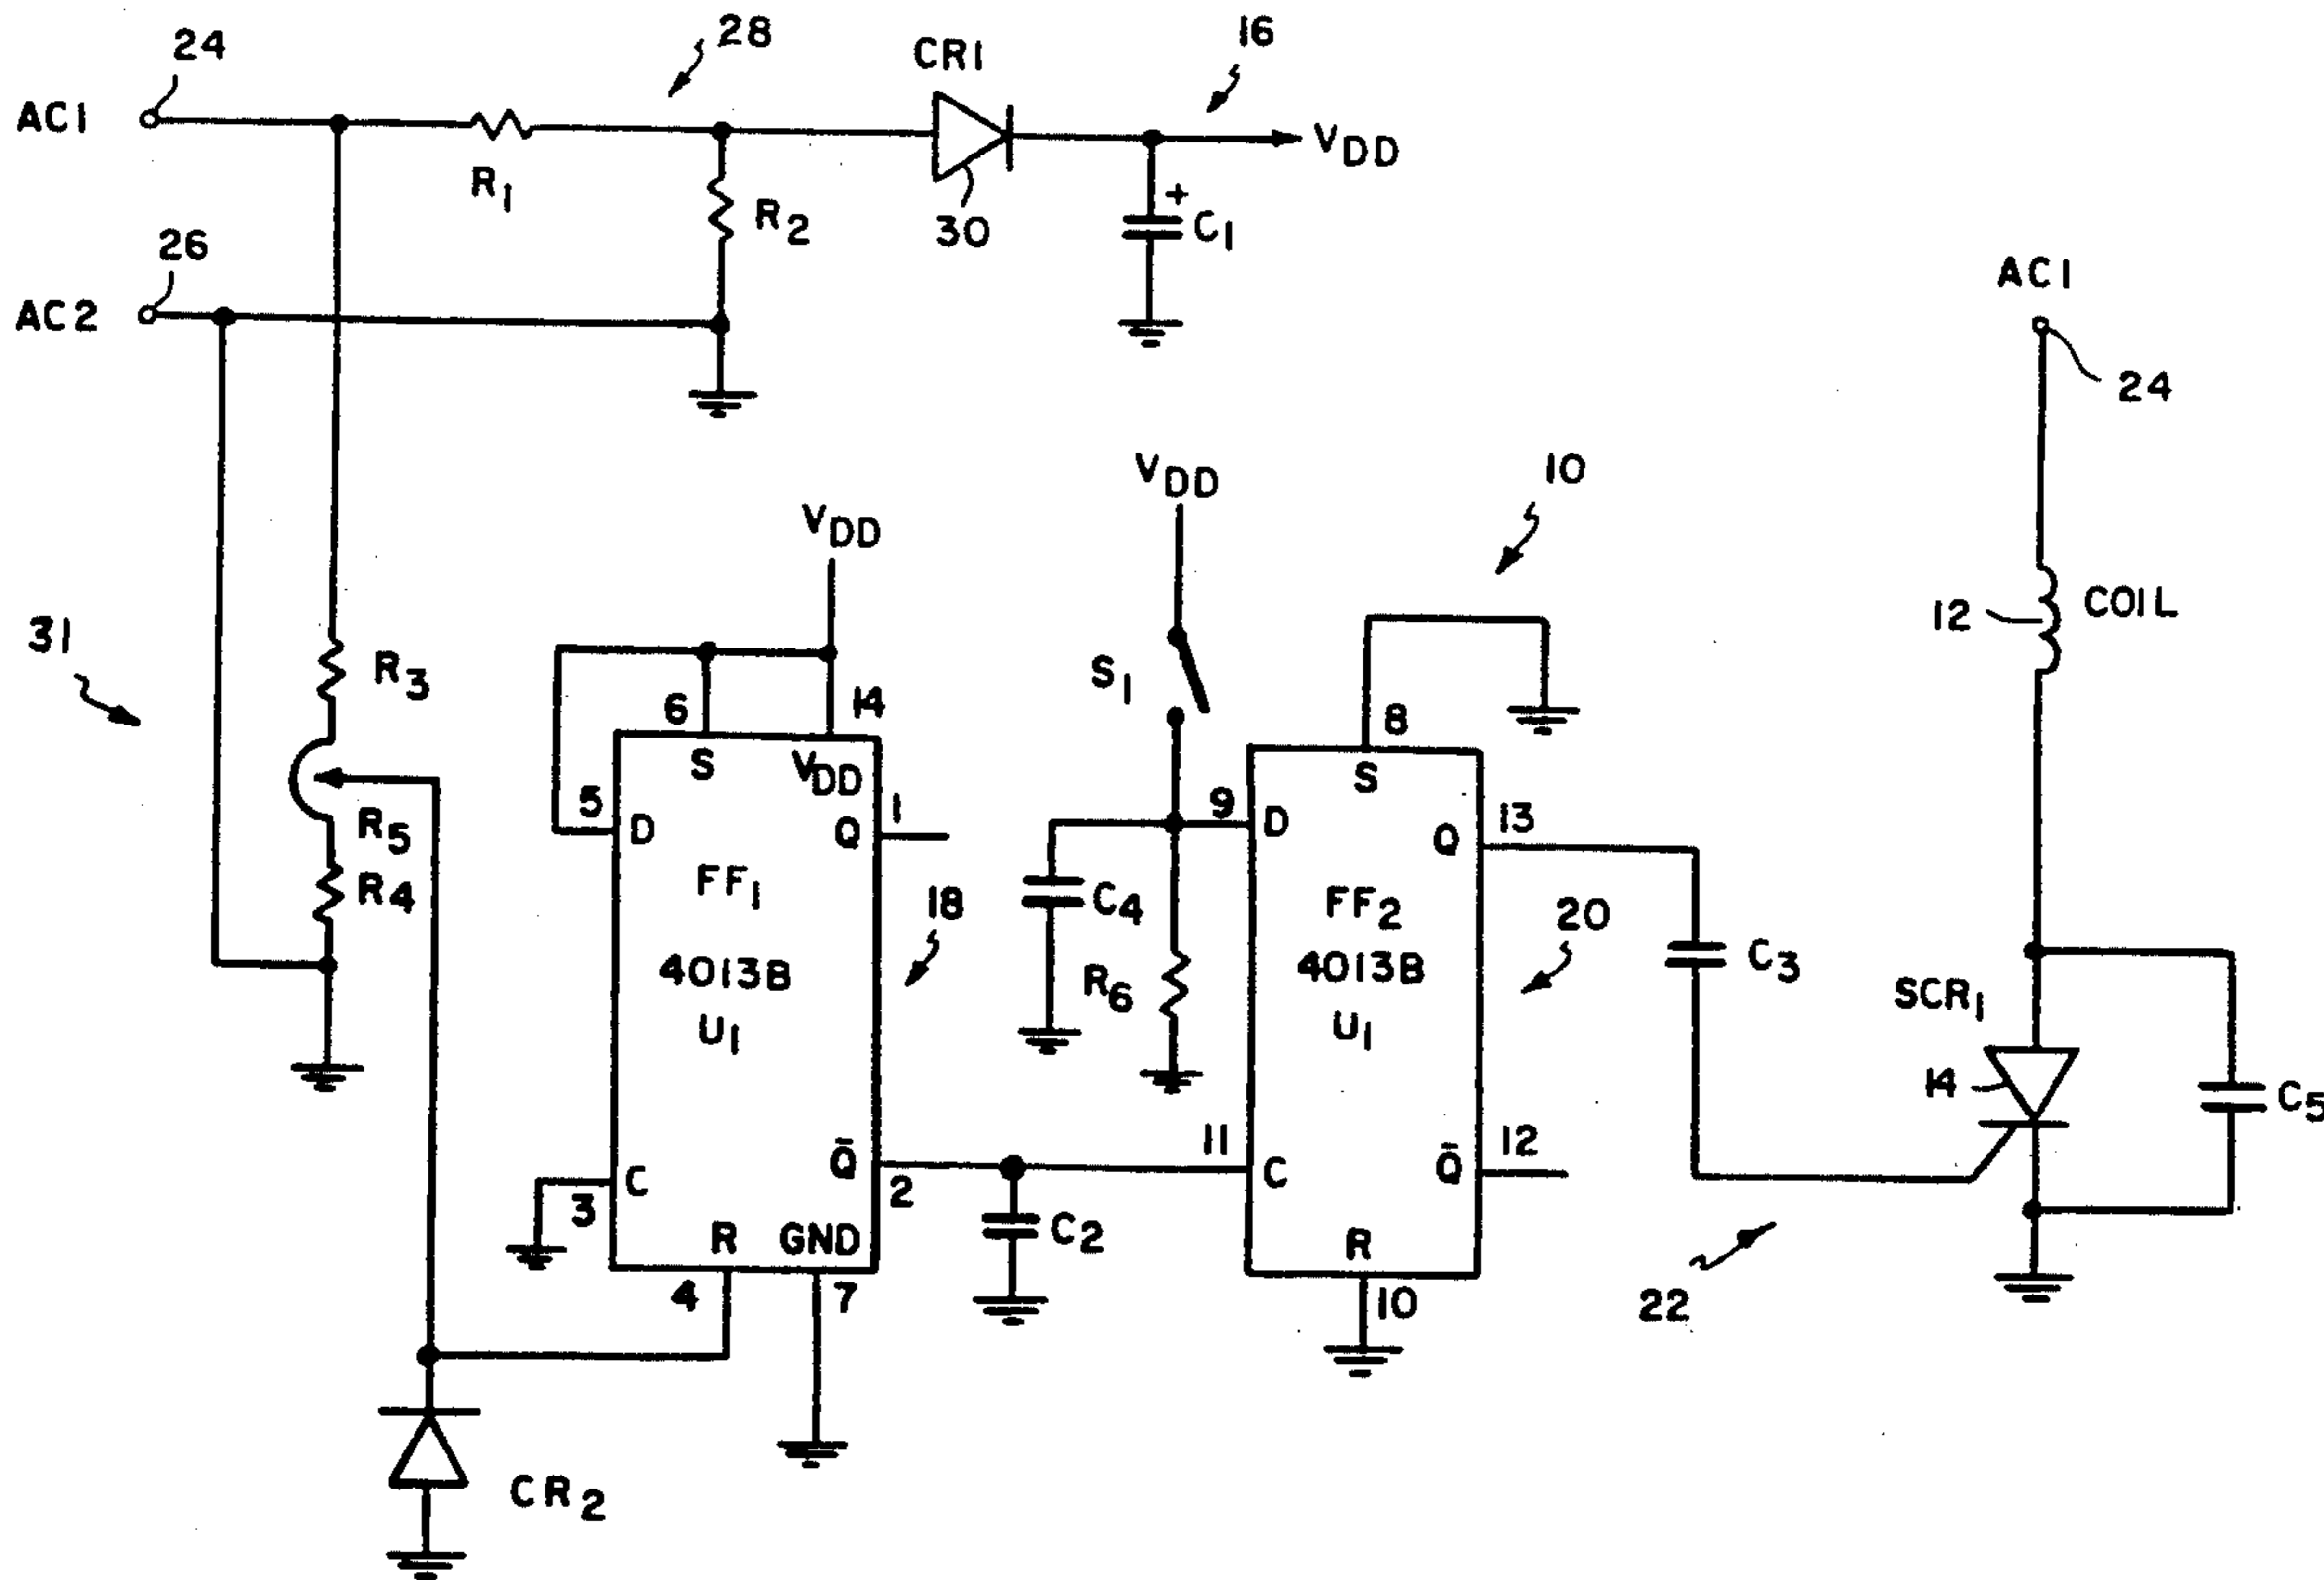 24
28
CR1
16
AC1
VDD
R1
R2
30
+
C1
26
AC2
AC1
24
VDD
VDD
10
31
R3
S1
12
COIL
6
14
8
S
VDD
S
5
D
1
Q
9
D
13
Q
R5
R4
FF1
4013B
U1
18
C4
R6
FF2
4013B
U1
20
C3
SCR1
14
C5
Q̄
2
11
C
12
Q̄
C
3
C2
R
GND
4
7
R
10
22
CR2